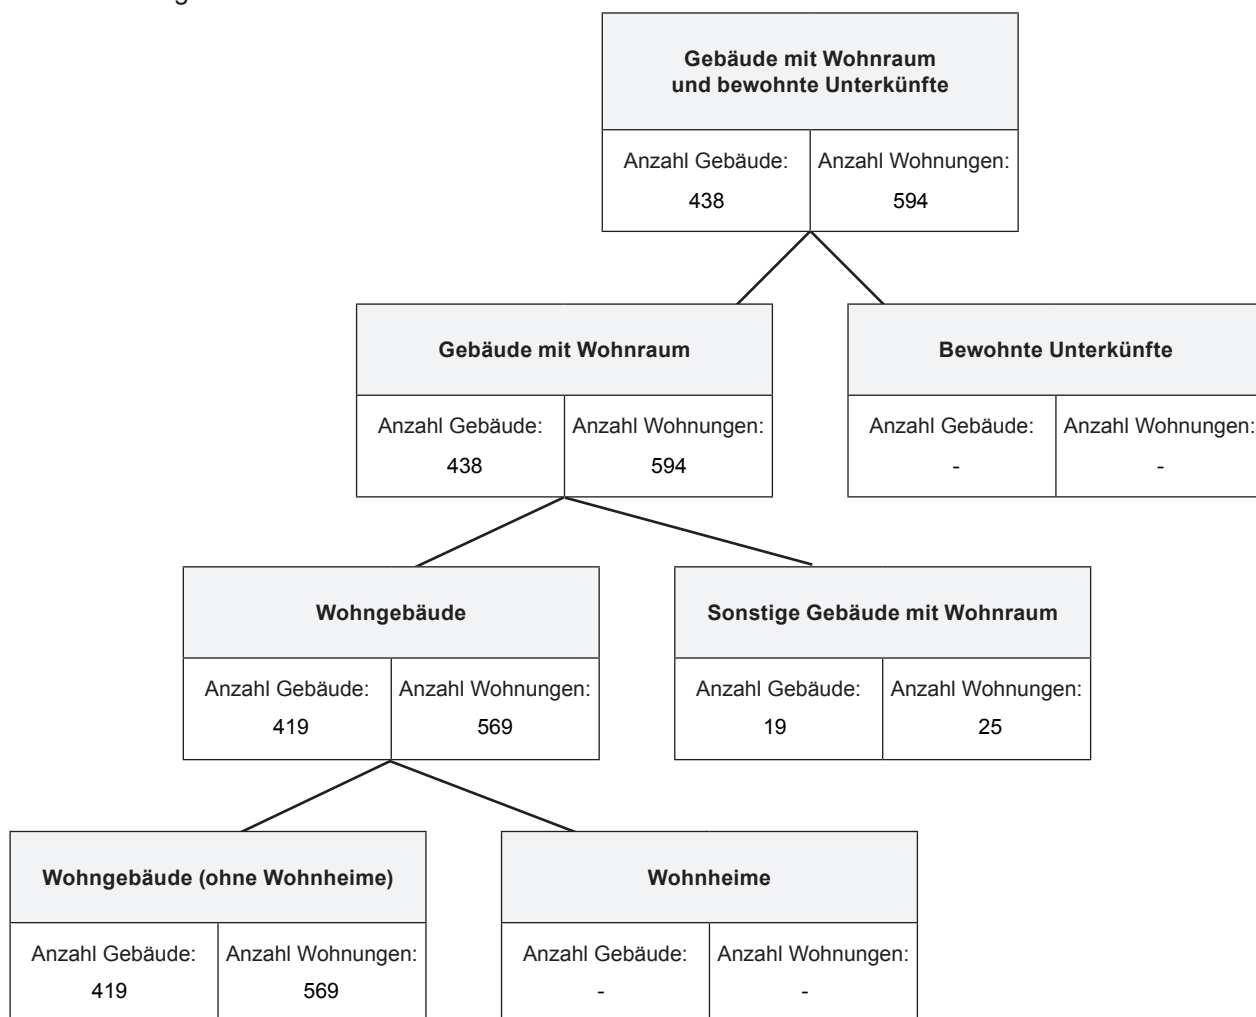 Gebäude mit Wohnraum
und bewohnte Unterkünfte
Anzahl Gebäude: Anzahl Wohnungen:
438 594
Gebäude mit Wohnraum
Anzahl Gebäude: Anzahl Wohnungen:
438 594
Bewohnte Unterkünfte
Anzahl Gebäude: Anzahl Wohnungen:
- -
Wohngebäude
Anzahl Gebäude: Anzahl Wohnungen:
419 569
Sonstige Gebäude mit Wohnraum
Anzahl Gebäude: Anzahl Wohnungen:
19 25
Wohngebäude (ohne Wohnheime)
Anzahl Gebäude: Anzahl Wohnungen:
419 569
Wohnheime
Anzahl Gebäude: Anzahl Wohnungen:
- -